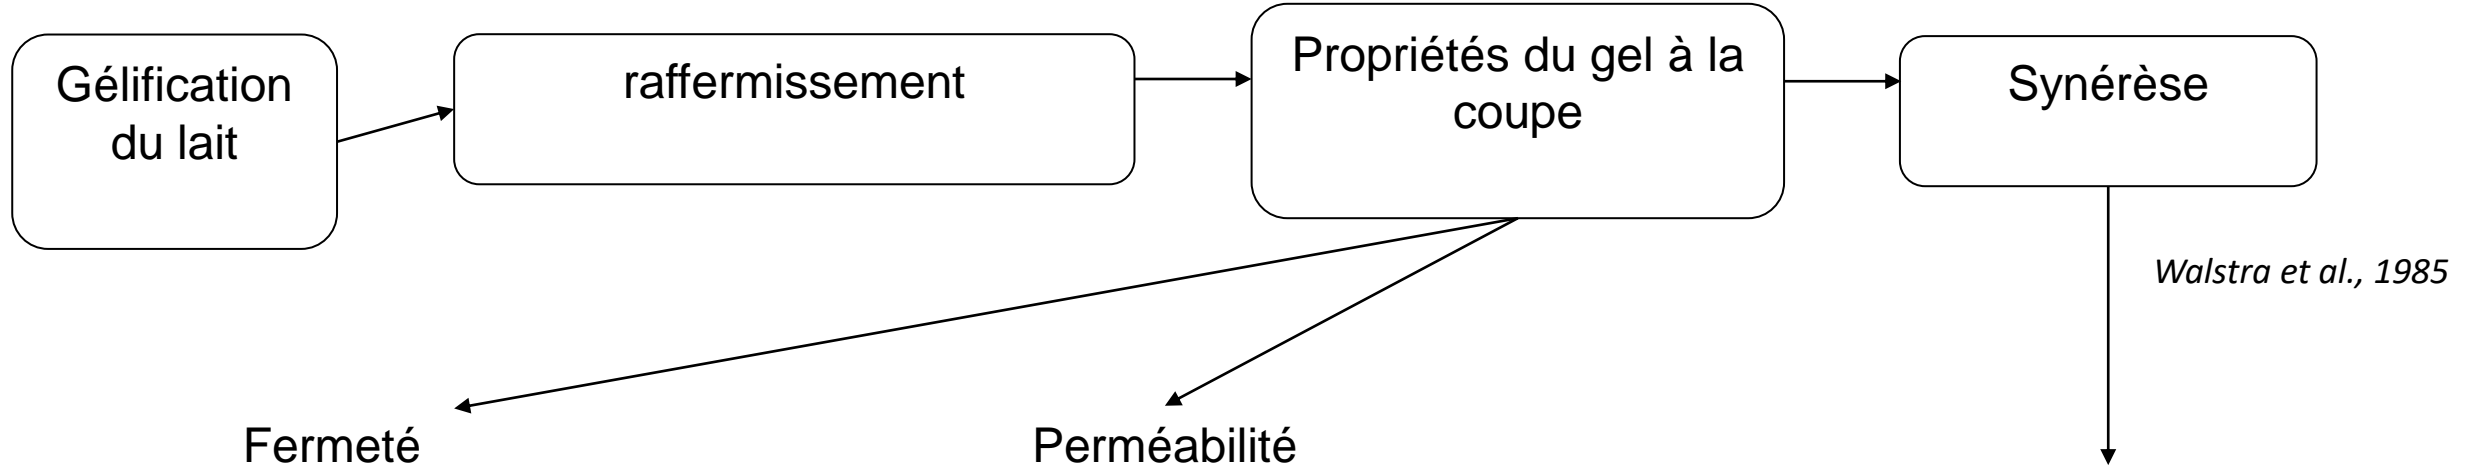 Gélification
du lait
raffermissement
Propriétés du gel à la
coupe
Synérèse
Walstra et al., 1985
Fermeté
Perméabilité